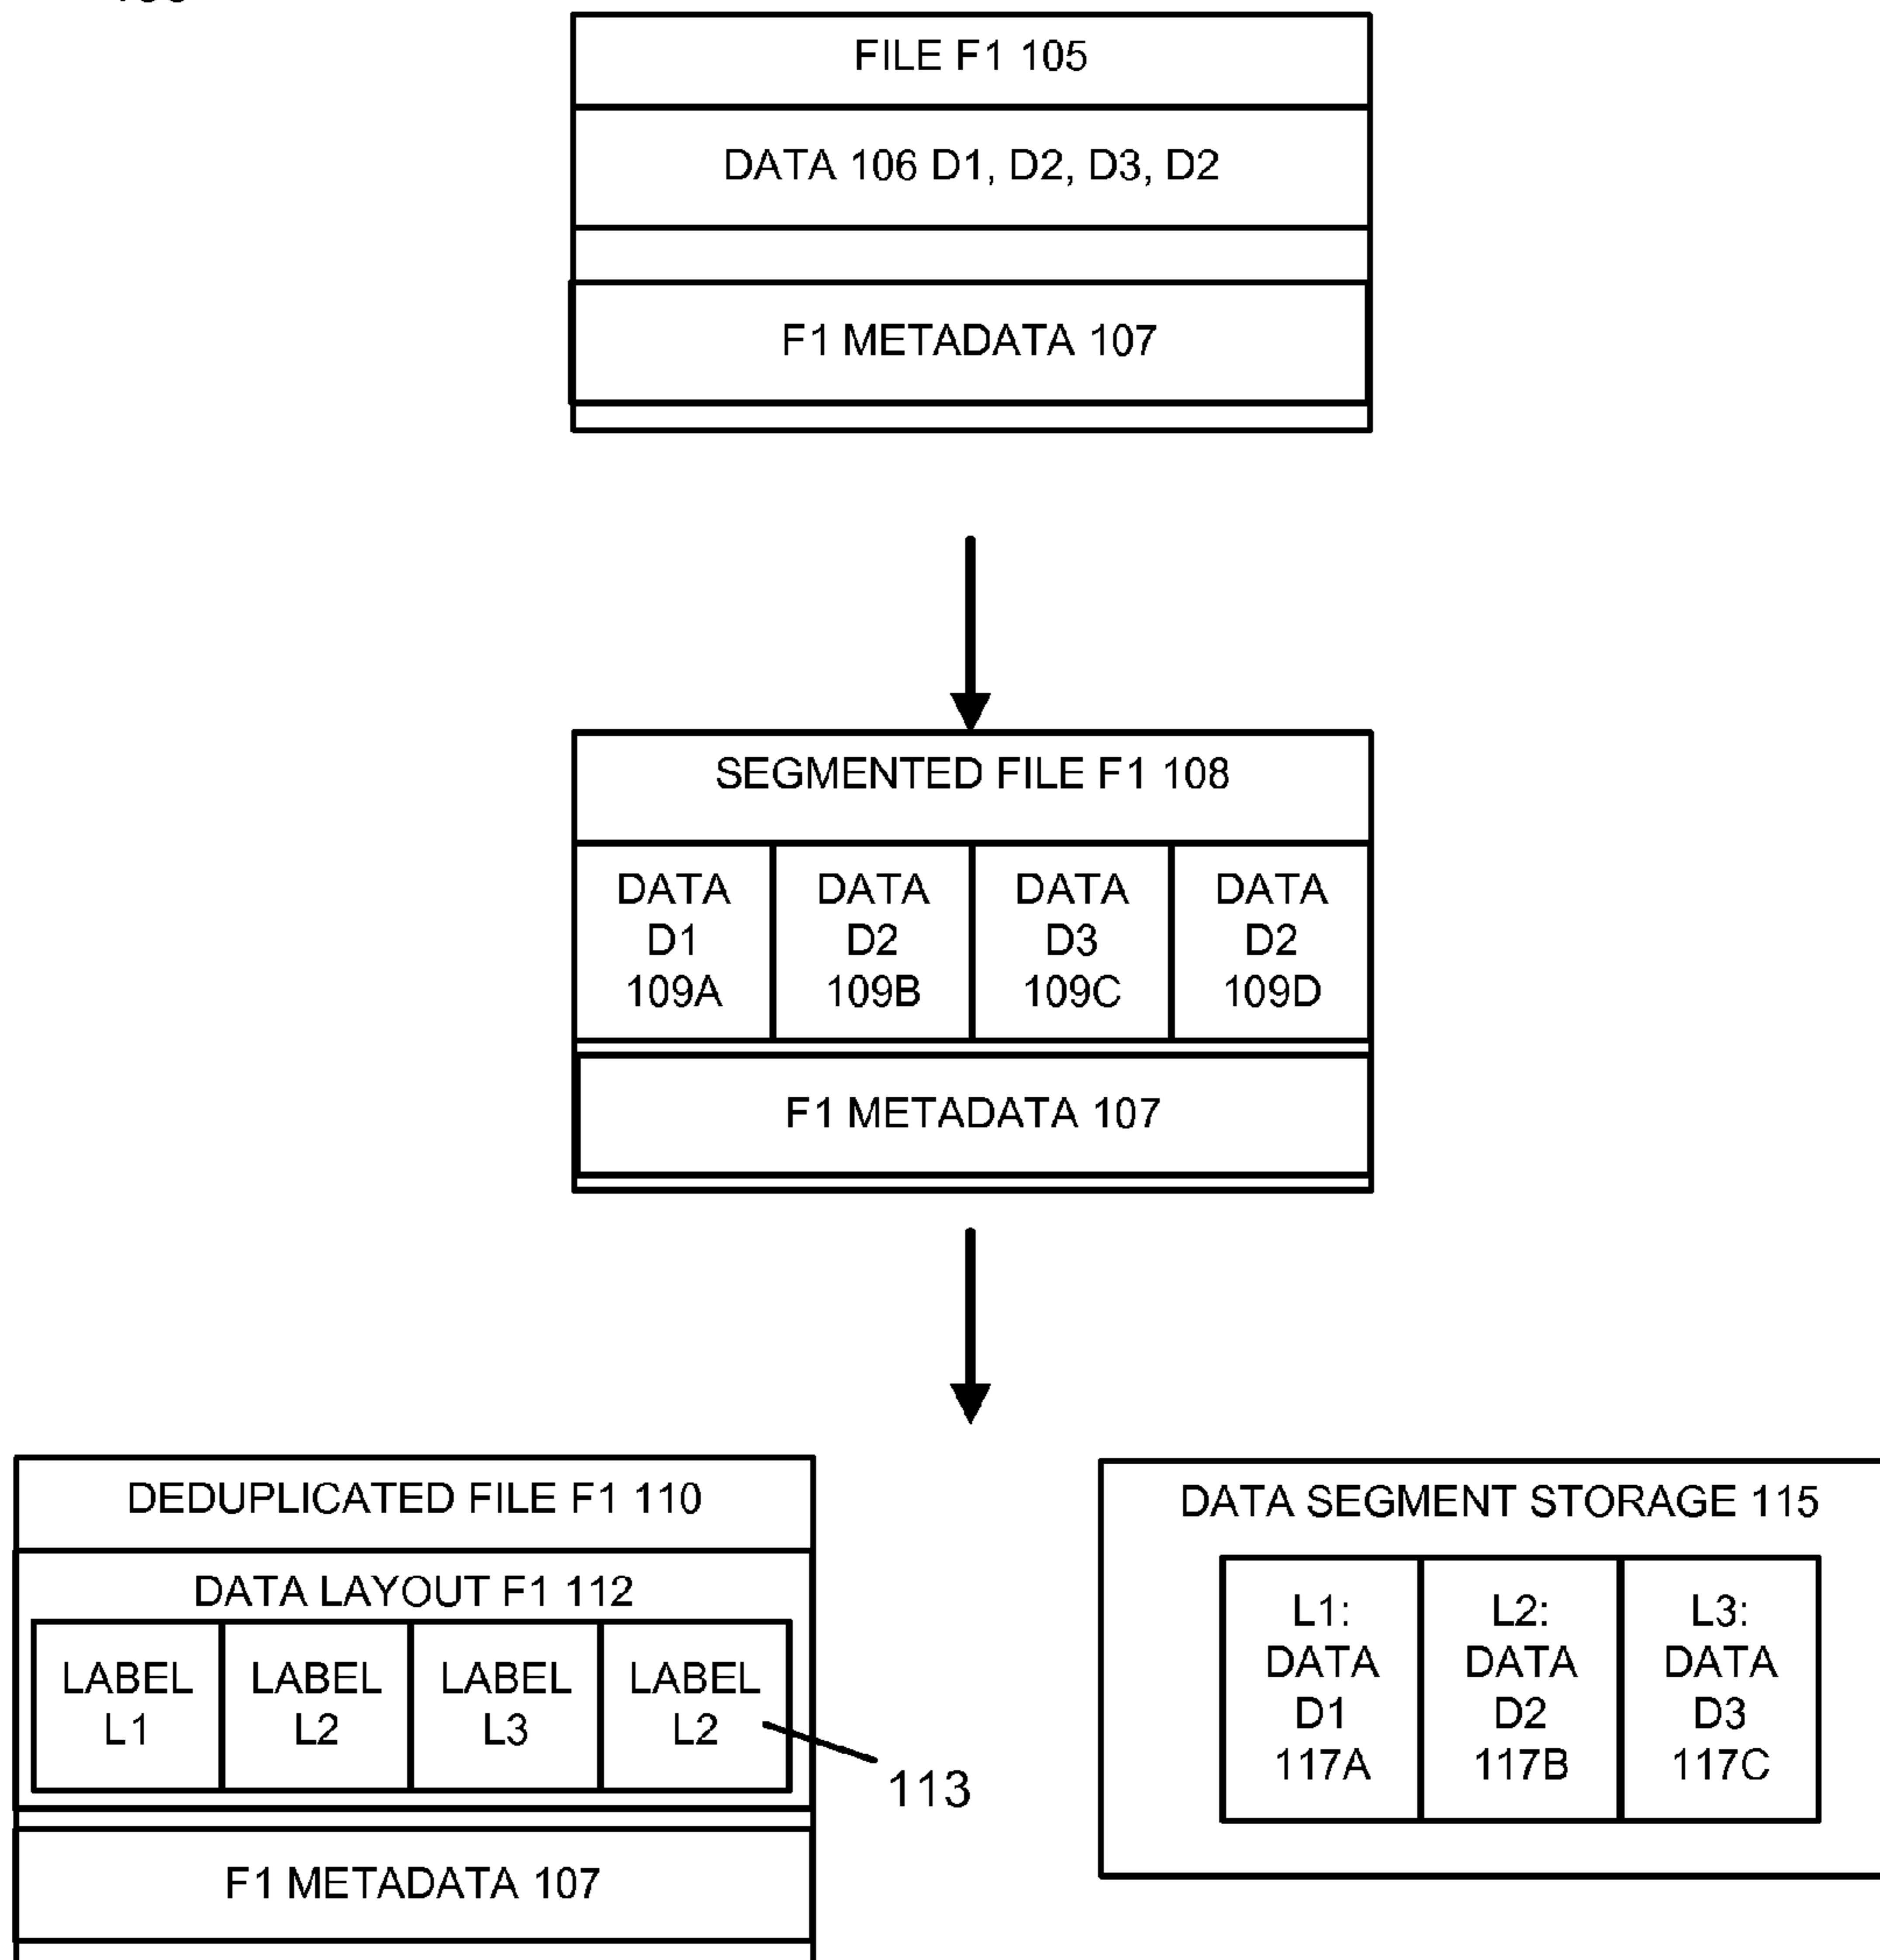 FILE F1 105
DATA 106 D1, D2, D3, D2
F1 METADATA 107
SEGMENTED FILE F1 108
DATA D1 109A
DATA D2 109B
DATA D3 109C
DATA D2 109D
F1 METADATA 107
DEDUPLICATED FILE F1 110
DATA LAYOUT F1 112
LABEL L1
LABEL L2
LABEL L3
LABEL L2
113
F1 METADATA 107
DATA SEGMENT STORAGE 115
L1: DATA D1 117A
L2: DATA D2 117B
L3: DATA D3 117C